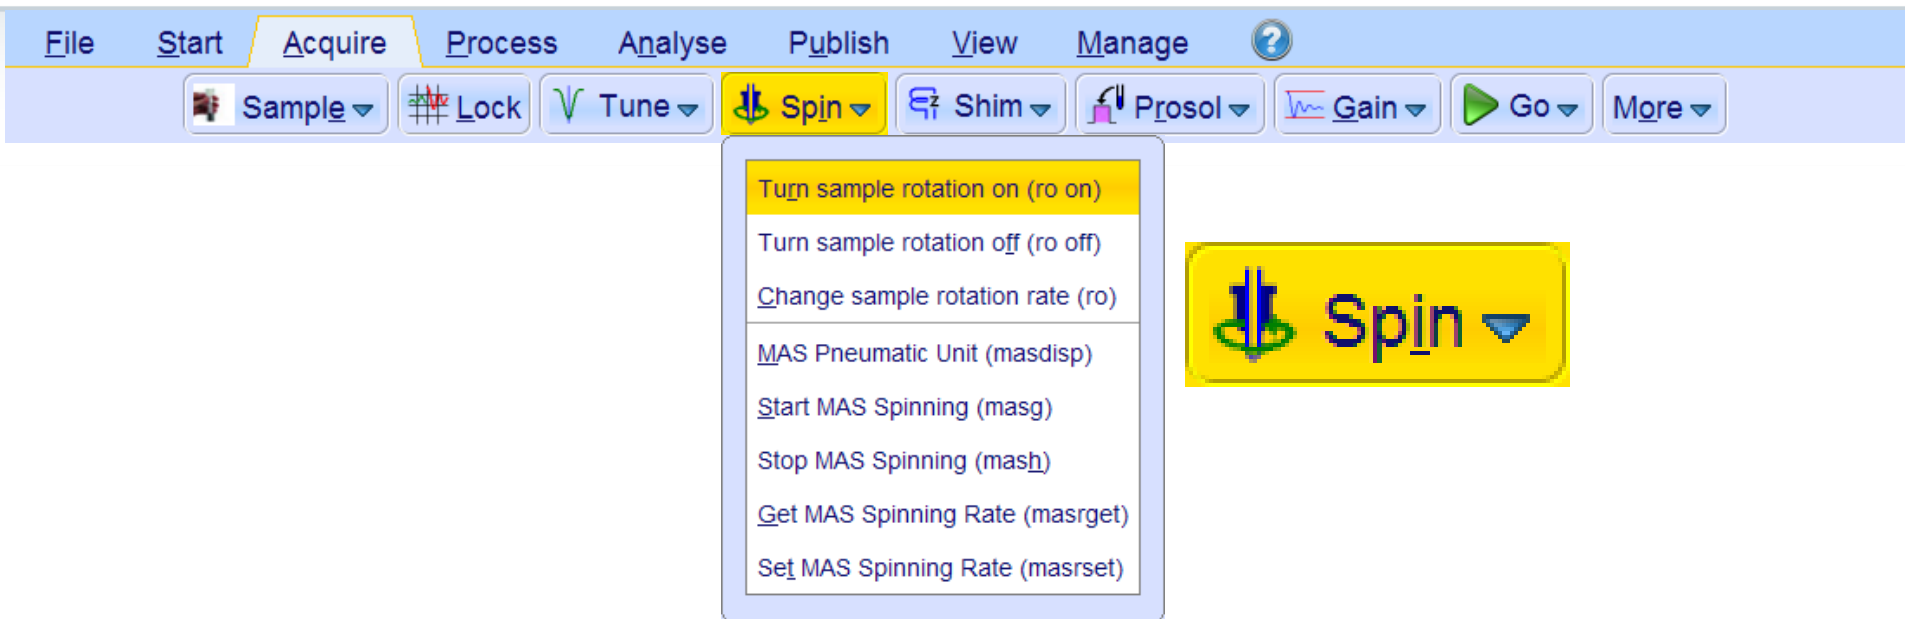 File Start Acquire Process Analyse Publish View Manage ?
Sample Lock Tune Spin Shim Prosol Gain Go More
Turn sample rotation on (ro on)
Turn sample rotation off (ro off)
Change sample rotation rate (ro)
MAS Pneumatic Unit (masdisp)
Start MAS Spinning (masg)
Stop MAS Spinning (mash)
Get MAS Spinning Rate (masrget)
Set MAS Spinning Rate (masrset)
Spin